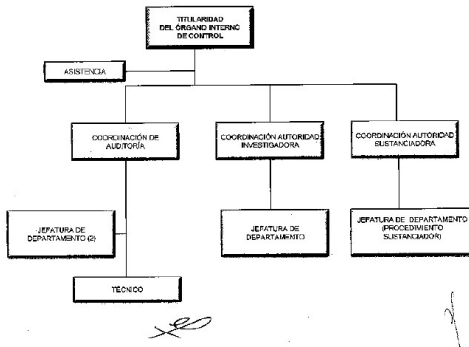 TITULARIDAD
DEL ÓRGANO INTERNO
DE CONTROL
ASISTENCIA
COORDINACIÓN DE
AUDITORÍA
COORDINACIÓN AUTORIDAD
INVESTIGADORA
COORDINACIÓN AUTORIDAD
SUSTANCIADORA
JEFATURA DE
DEPARTAMENTO (2)
JEFATURA DE
DEPARTAMENTO
JEFATURA DE DEPARTAMENTO
(PROCEDIMIENTO
SUSTANCIADOR)
TÉCNICO